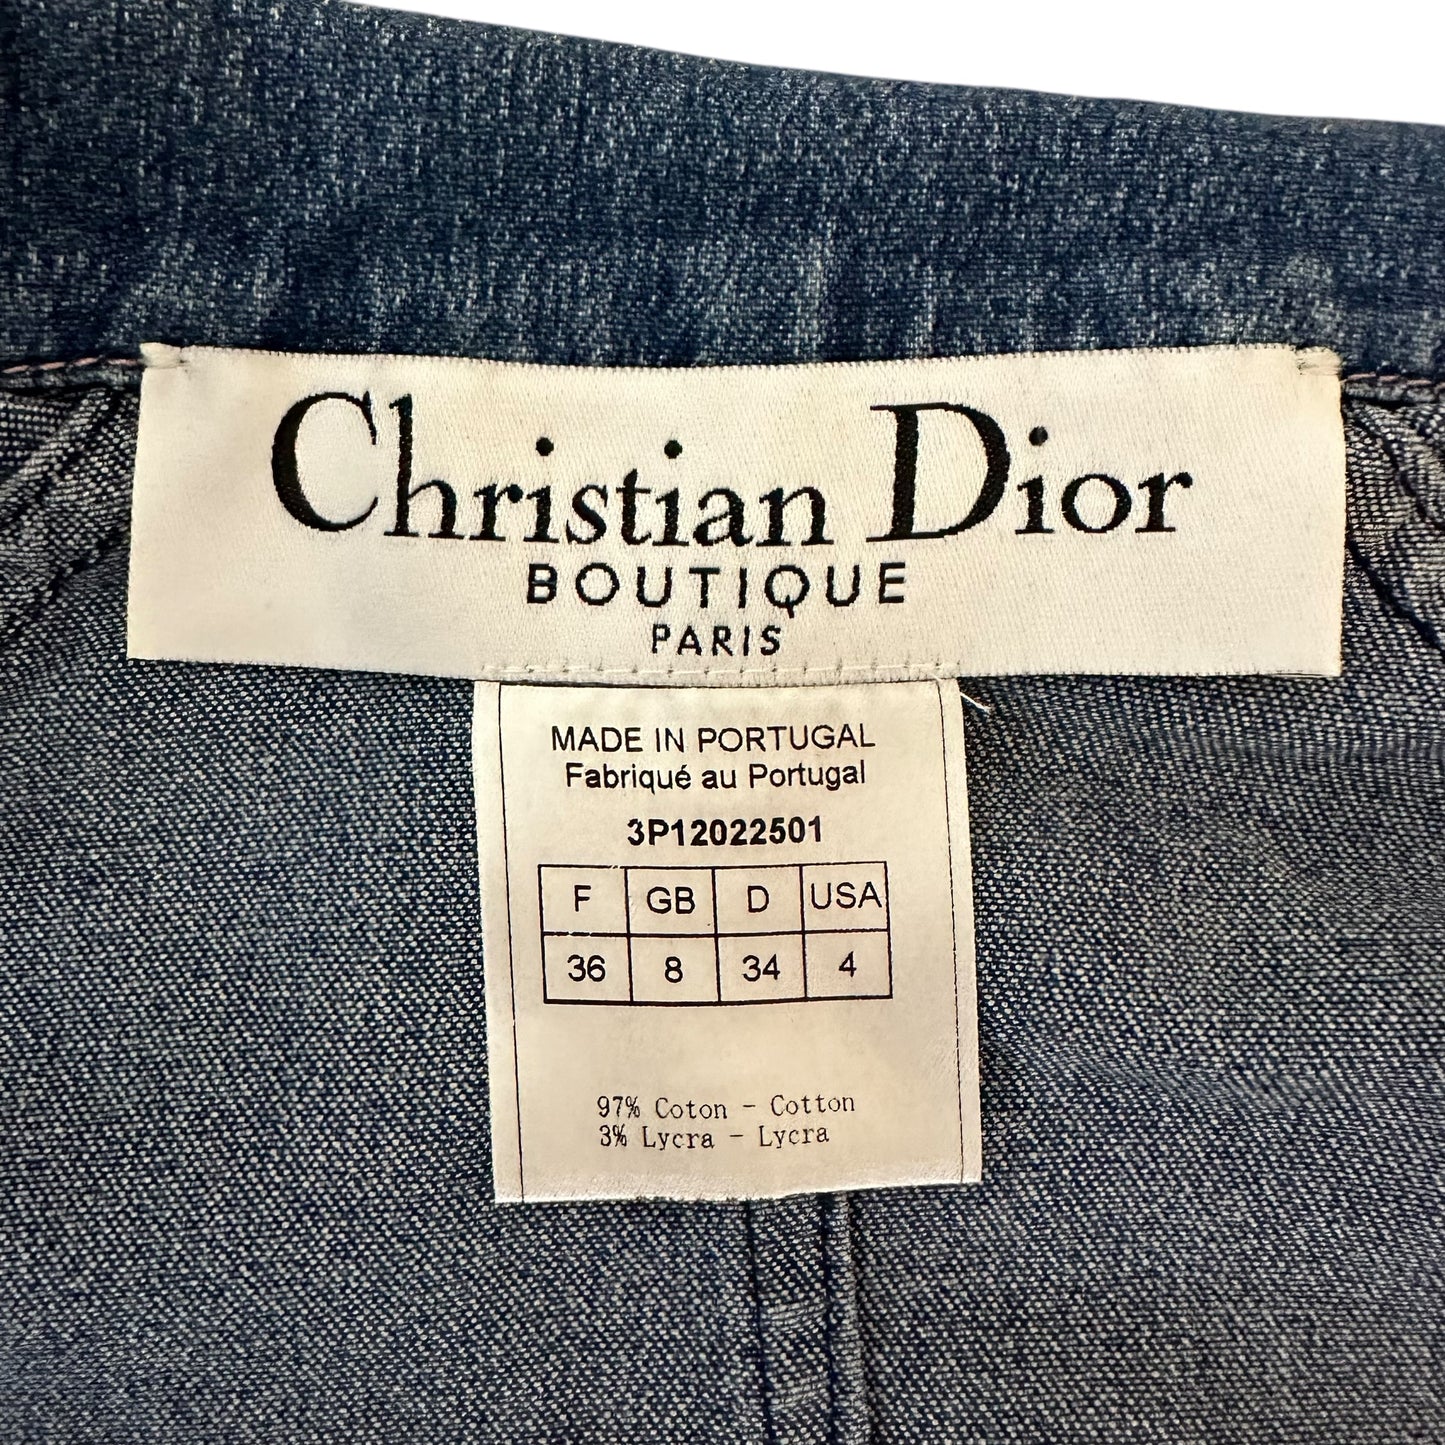 Christian Dior
BOUTIQUE
PARIS
MADE IN PORTUGAL
Fabriqué au Portugal
3P12022501
F GB D USA
36 8 34 4
97% Coton - Cotton
3% Lycra - Lycra